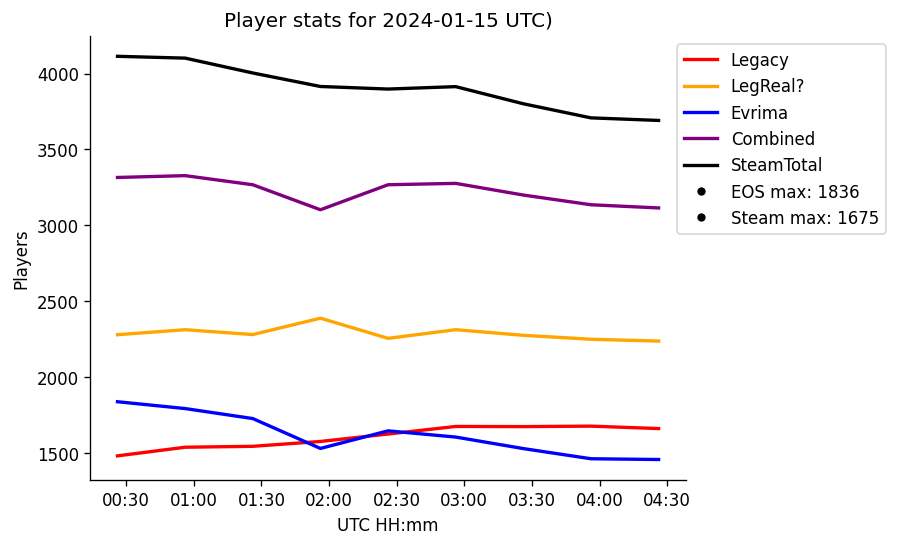 Player stats for 2024-01-15 UTC)
4000
3500
3000
2500
2000
1500
Players
00:30 01:00 01:30 02:00 02:30 03:00 03:30 04:00 04:30
UTC HH:mm
Legacy
LegReal?
Evrima
Combined
SteamTotal
EOS max: 1836
Steam max: 1675